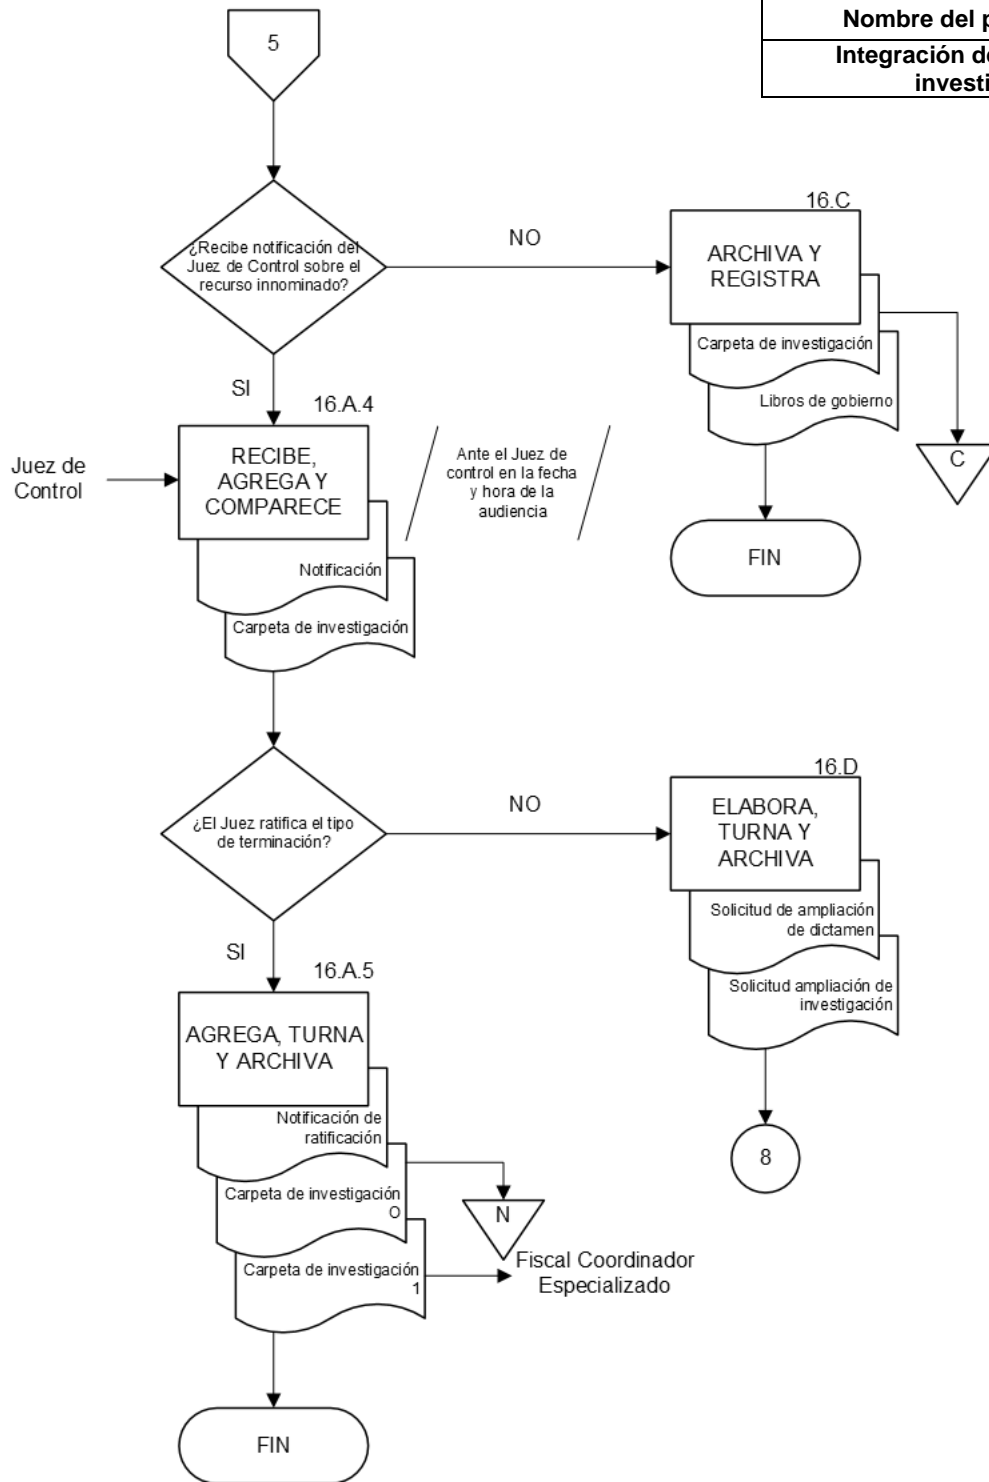 Nombre del p
Integración de
investi
5
¿Recibe notificación del
Juez de Control sobre el
recurso innominado?
NO
16.C
ARCHIVA Y
REGISTRA
Carpeta de investigación
Libros de gobierno
C
FIN
SI
16.A.4
Juez de
Control
RECIBE,
AGREGA Y
COMPARECE
Ante el Juez de
control en la fecha
y hora de la
audiencia
Notificación
Carpeta de investigación
¿El Juez ratifica el tipo
de terminación?
NO
16.D
ELABORA,
TURNA Y
ARCHIVA
Solicitud de ampliación
de dictamen
Solicitud ampliación de
investigación
8
SI
16.A.5
AGREGA, TURNA
Y ARCHIVA
Notificación de
ratificación
Carpeta de investigación
O
N
Carpeta de investigación
1
Fiscal Coordinador
Especializado
FIN